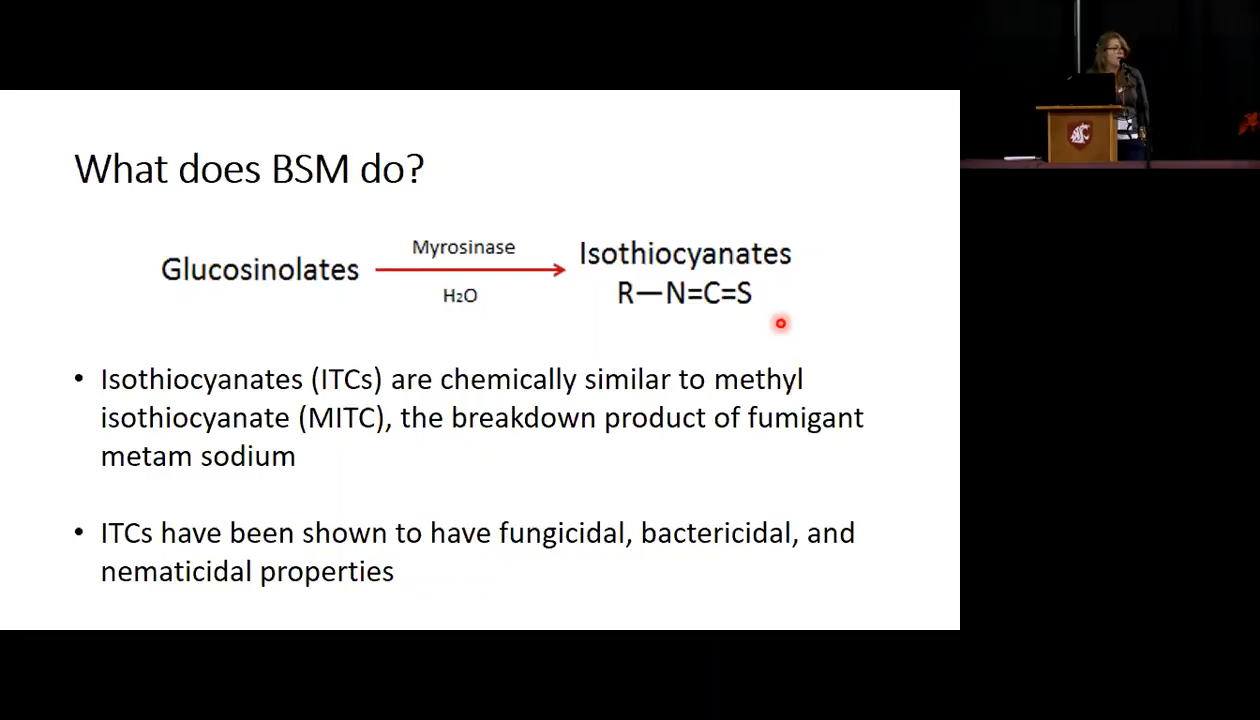 What does BSM do?
Glucosinolates
Myrosinase
H₂O
Isothiocyanates
R—N=C=S
• Isothiocyanates (ITCs) are chemically similar to methyl
isothiocyanate (MITC), the breakdown product of fumigant
metam sodium
• ITCs have been shown to have fungicidal, bactericidal, and
nematicidal properties